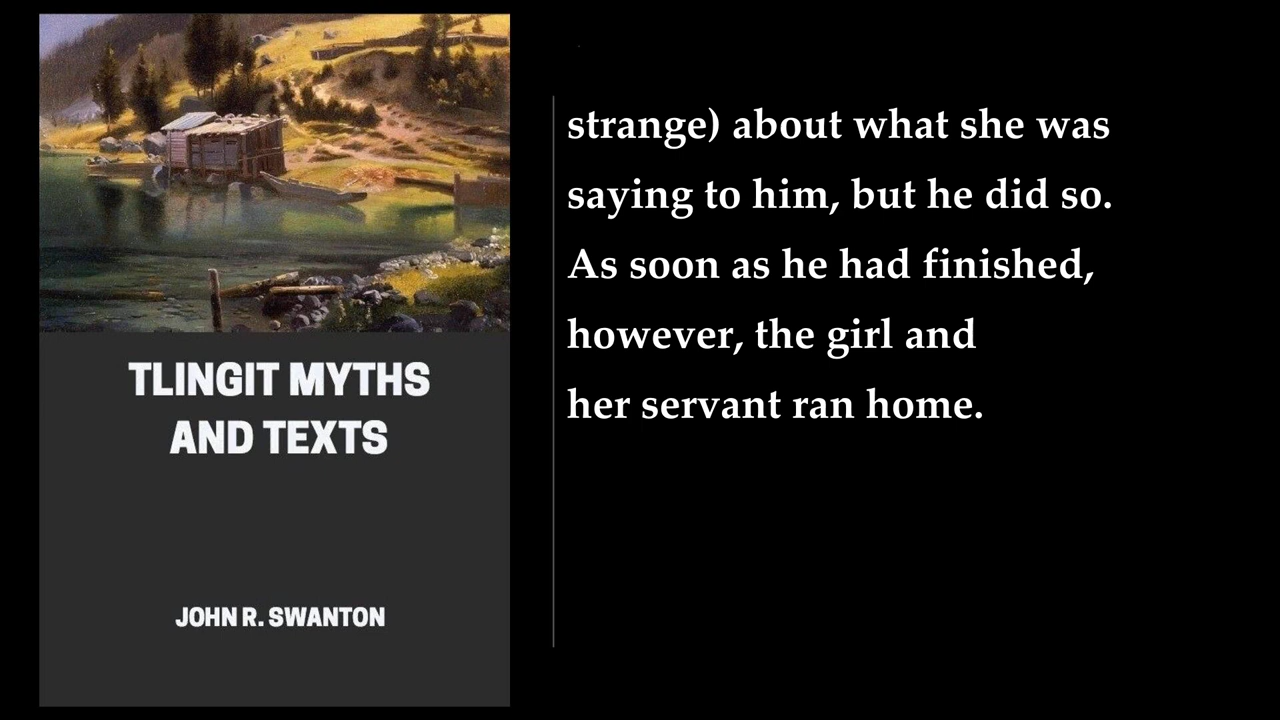 TLINGIT MYTHS
AND TEXTS
JOHN R. SWANTON
strange) about what she was
saying to him, but he did so.
As soon as he had finished,
however, the girl and
her servant ran home.